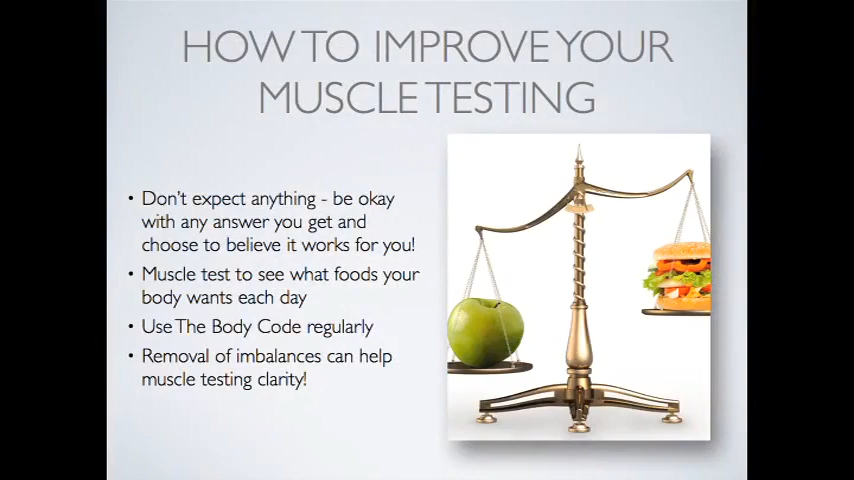 HOW TO IMPROVE YOUR
MUSCLE TESTING
• Don't expect anything - be okay
with any answer you get and
choose to believe it works for you!
• Muscle test to see what foods your
body wants each day
• Use The Body Code regularly
• Removal of imbalances can help
muscle testing clarity!